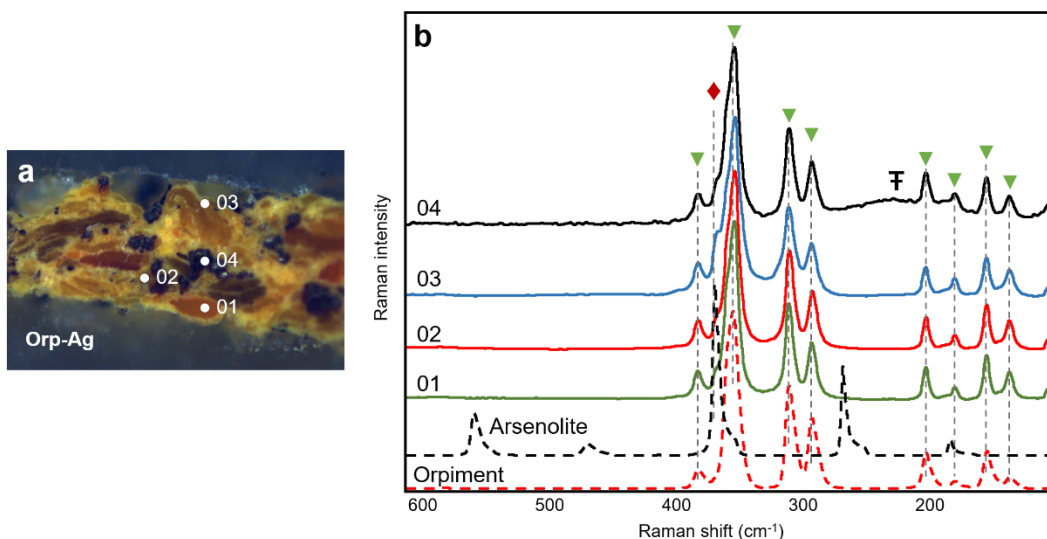 a
03
04
02
01
Orp-Ag
b
Raman intensity
Ŧ
04
03
02
01
Arsenolite
Orpiment
600 500 400 300 200
Raman shift (cm⁻¹)